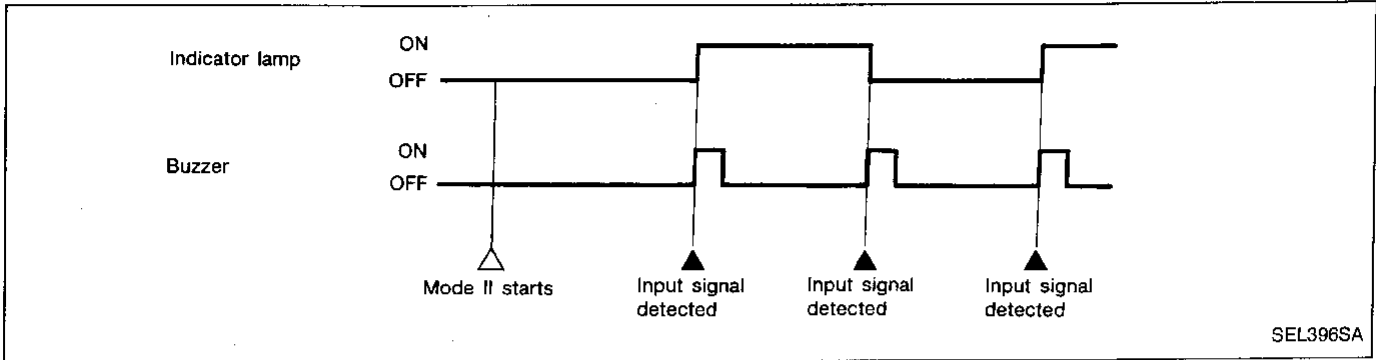 Indicator lamp
ON
OFF
Buzzer
ON
OFF
Mode II starts
Input signal
detected
Input signal
detected
Input signal
detected
SEL396SA